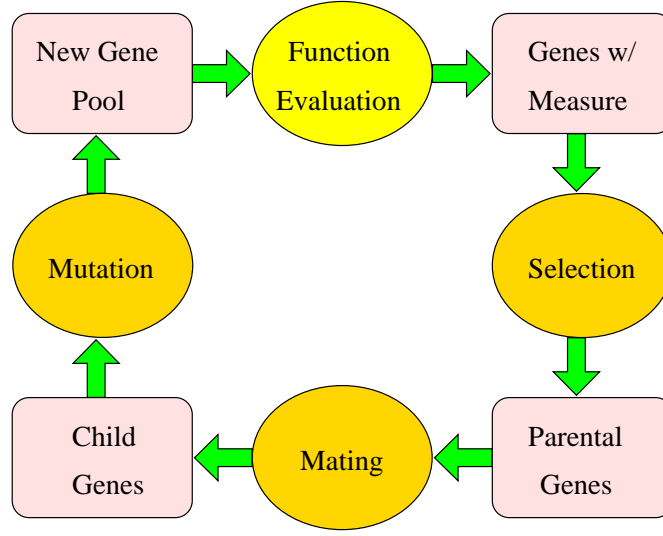 New Gene
Pool
Function
Evaluation
Genes w/
Measure
Mutation
Selection
Child
Genes
Mating
Parental
Genes